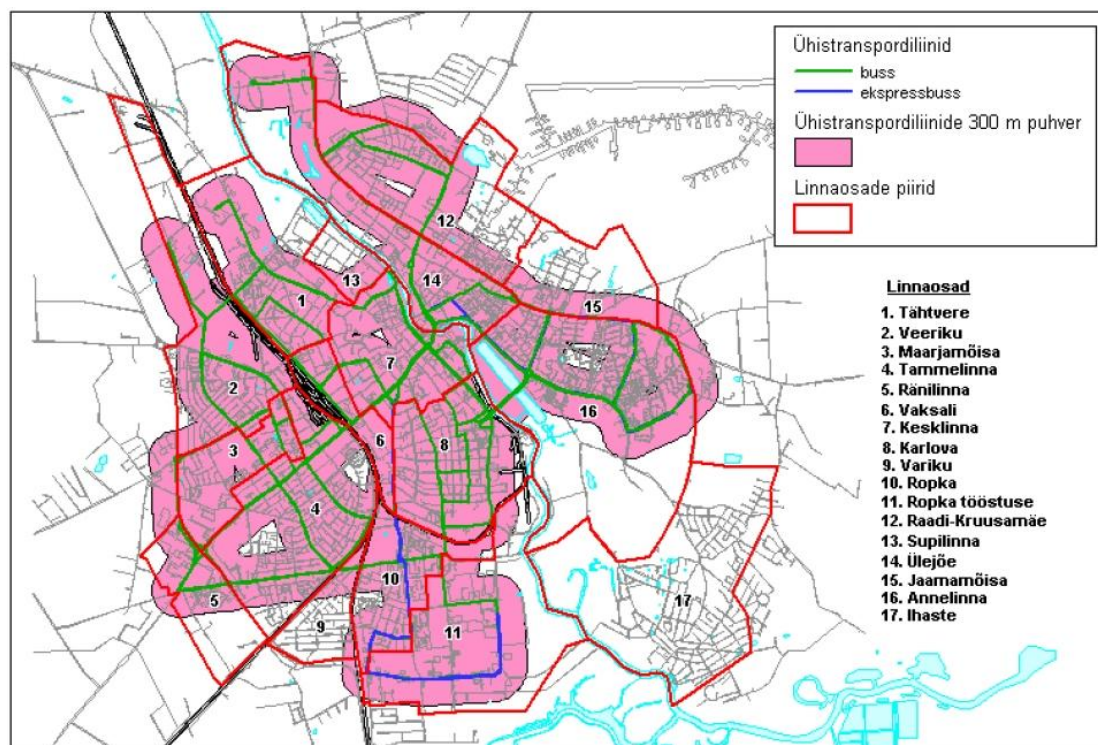 Ühistranspordiliinid
buss
ekspressbuss
Ühistranspordiliinide 300 m puhver
Linnaosade piirid
Linnaosad
1. Tähtvere
2. Veeriku
3. Maarjamõisa
4. Tammelinna
5. Ränilinna
6. Vaksali
7. Kesklinna
8. Karlova
9. Variku
10. Ropka
11. Ropka tööstuse
12. Raadi-Kruusamäe
13. Supilinna
14. Ülejõe
15. Jaamamõisa
16. Annelinna
17. Ihaste
12
13
14
1
15
7
2
16
6
8
3
4
10
17
5
9
11